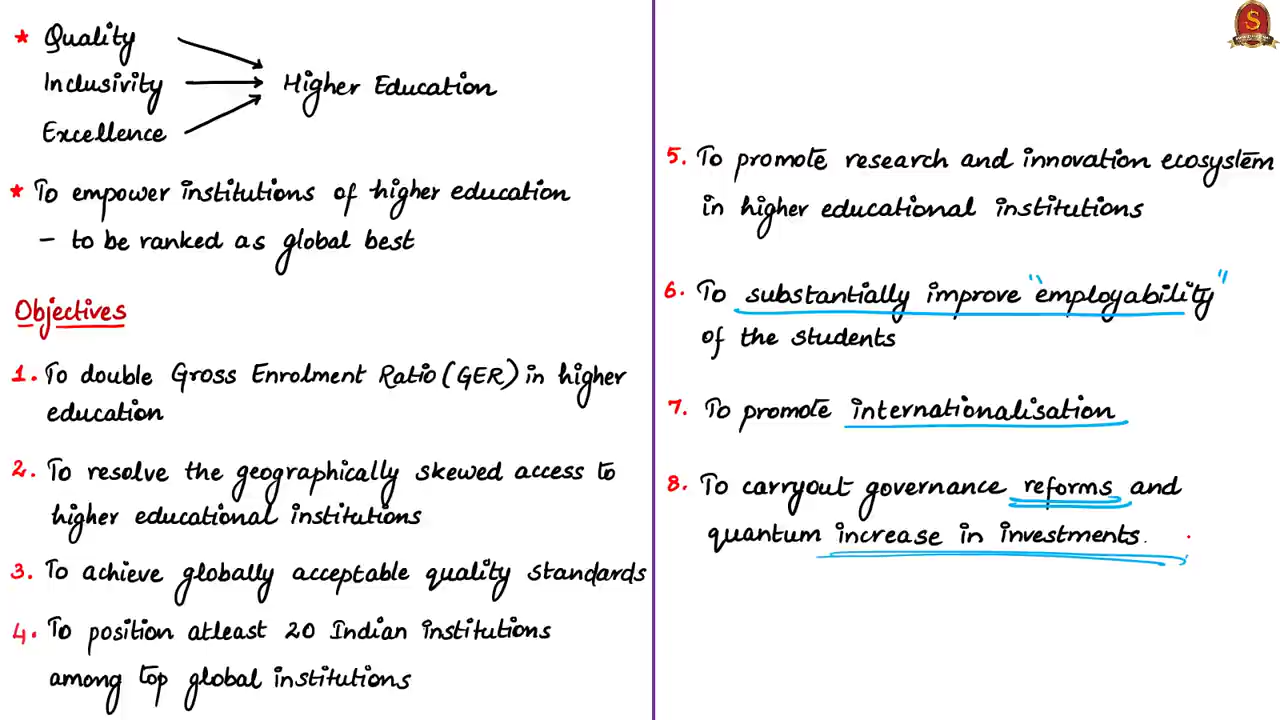 * Quality
Inclusivity
Excellence
Higher Education
* To empower institutions of higher education
- to be ranked as global best
Objectives
1. To double Gross Enrolment Ratio (GER) in higher
education
2. To resolve the geographically skewed access to
higher educational institutions
3. To achieve globally acceptable quality standards
4. To position atleast 20 Indian institutions
among top global institutions
5. To promote research and innovation ecosystem
in higher educational institutions
6. To substantially improve "employability"
of the students
7. To promote internationalisation
8. To carryout governance reforms and
quantum increase in investments.
S